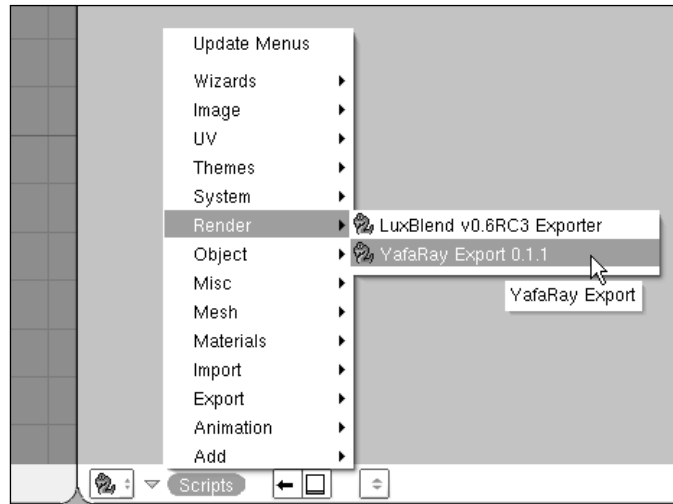 Update Menus
Wizards
Image
UV
Themes
System
Render
LuxBlend v0.6RC3 Exporter
Object
YafaRay Export 0.1.1
Misc
YafaRay Export
Mesh
Materials
Import
Export
Animation
Add
Scripts